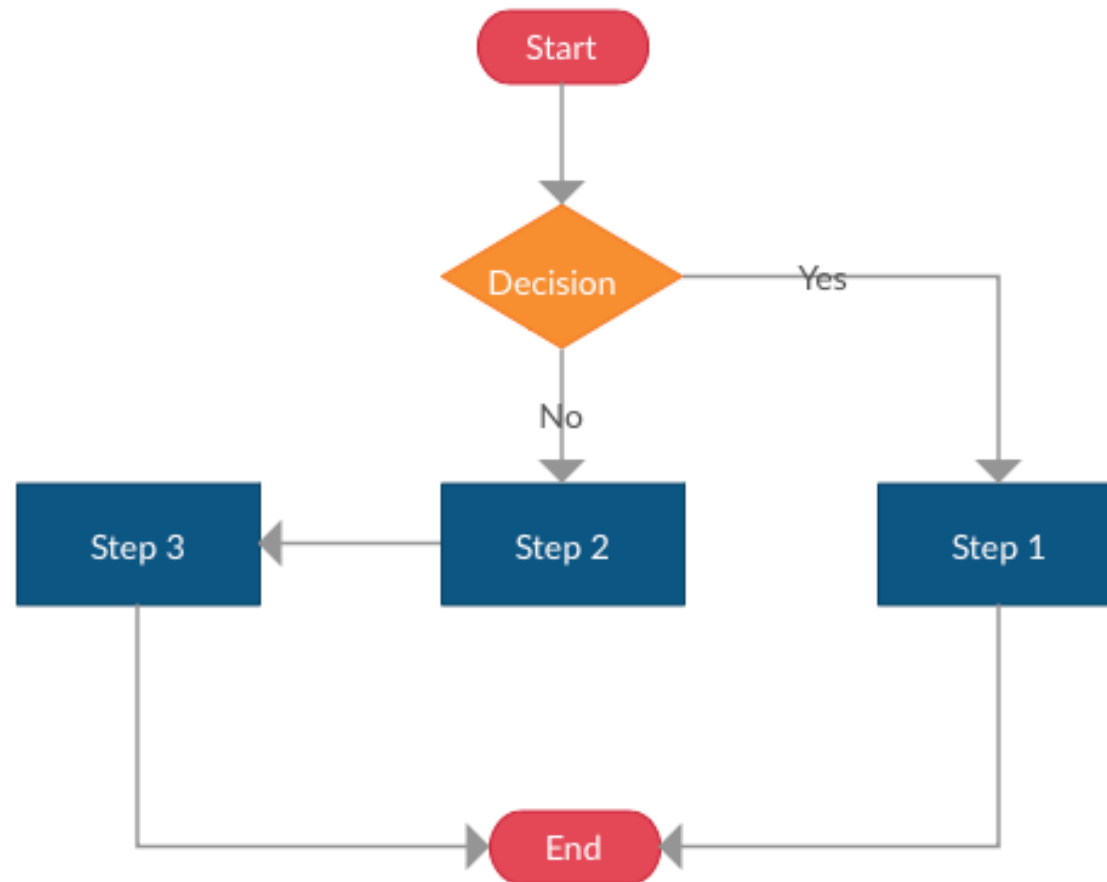 Start
Decision
Yes
No
Step 3
Step 2
Step 1
End